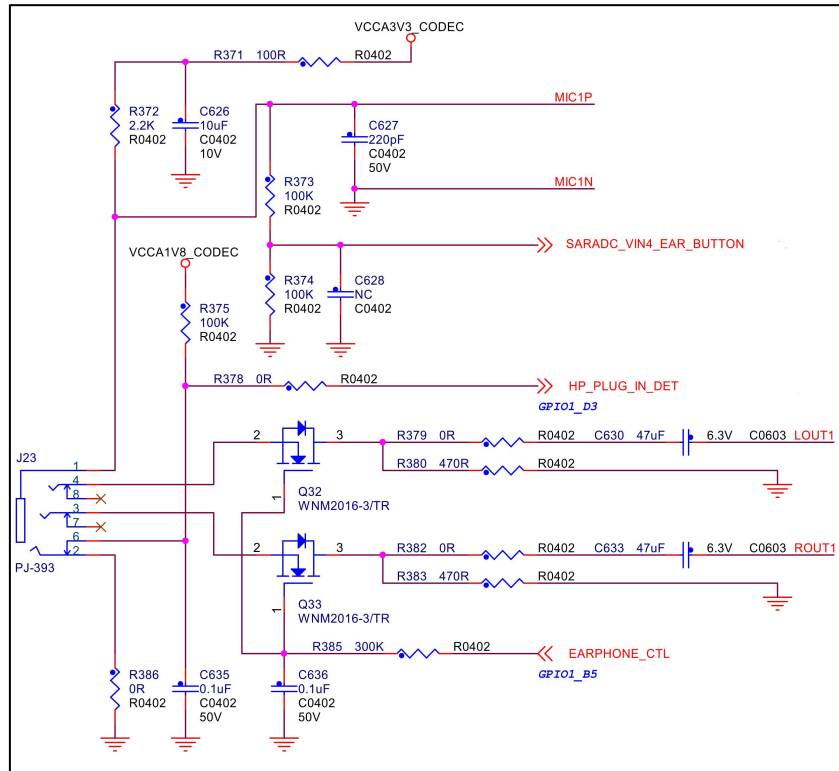 VCCA3V3_CODEC
R371 100R R0402
R372
2.2K
R0402
C626
10uF
C0402
10V
MIC1P
C627
220pF
C0402
50V
R373
100K
R0402
MIC1N
VCCA1V8_CODEC
SARADC_VIN4_EAR_BUTTON
R374
100K
R0402
C628
NC
C0402
R375
100K
R0402
R378 0R R0402
HP_PLUG_IN_DET
GPIO1_D3
2 3
R379 0R R0402 C630 47uF 6.3V C0603 LOUT1
J23
1
4
8
3
7
6
2
PJ-393
R380 470R R0402
1
Q32
WNM2016-3/TR
2 3
R382 0R R0402 C633 47uF 6.3V C0603 ROUT1
R383 470R R0402
1
Q33
WNM2016-3/TR
R385 300K R0402
EARPHONE_CTL
GPIO1_B5
R386
0R
R0402
C635
0.1uF
C0402
50V
C636
0.1uF
C0402
50V